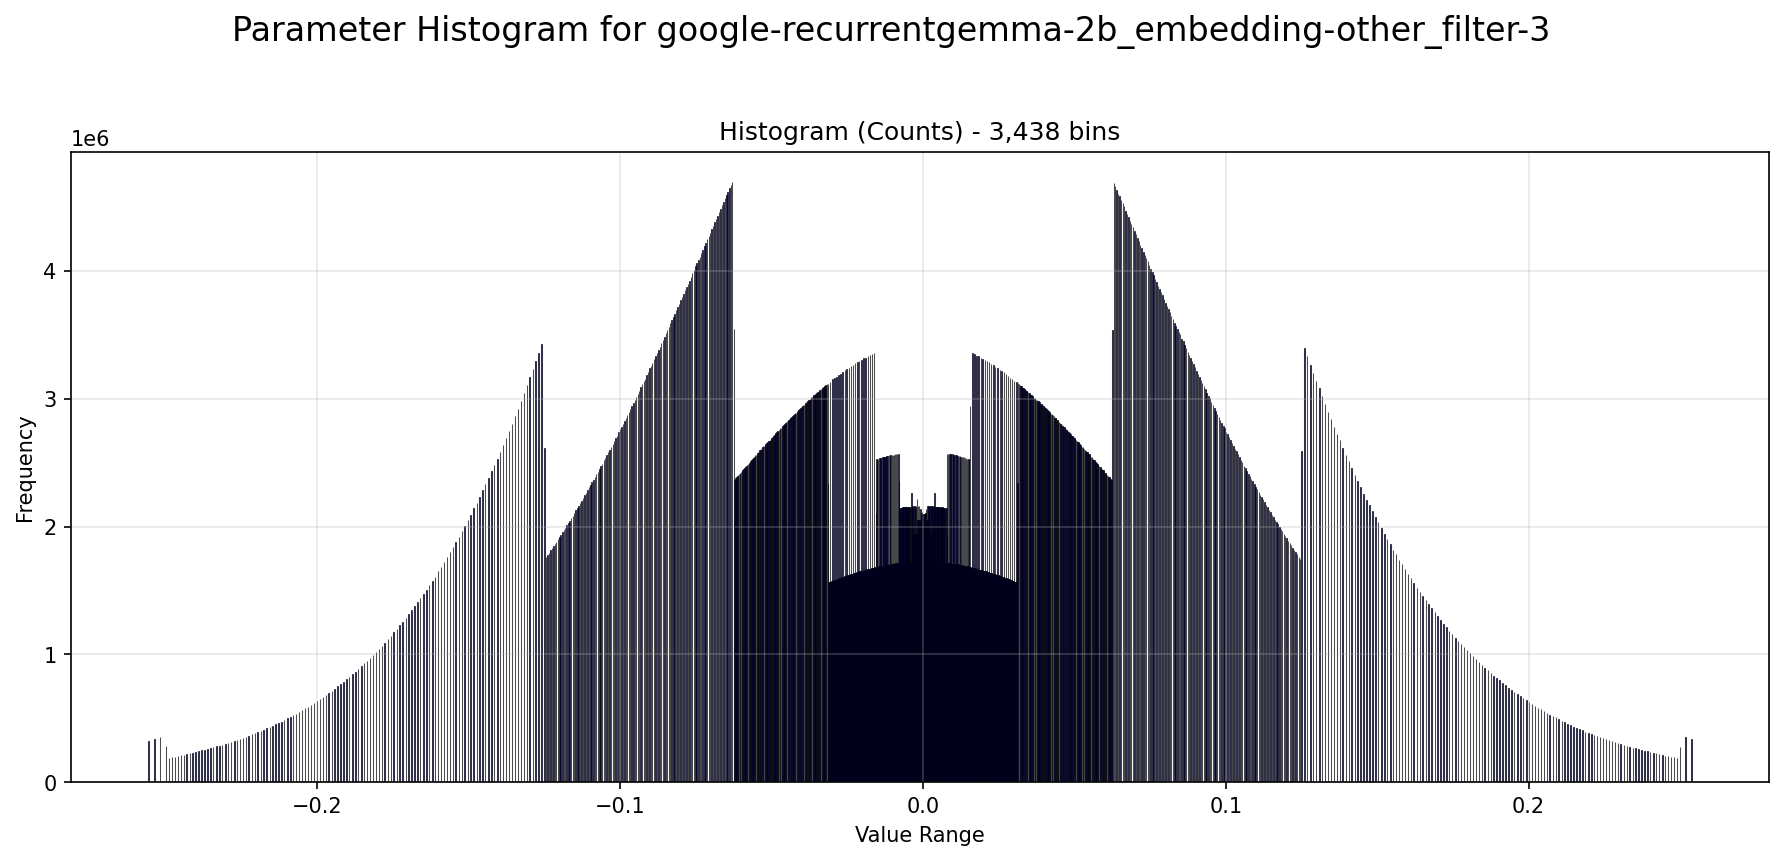 Parameter Histogram for google-recurrentgemma-2b_embedding-other_filter-3
Histogram (Counts) - 3,438 bins
1e6
4
3
2
1
0
Frequency
−0.2
−0.1
0.0
0.1
0.2
Value Range